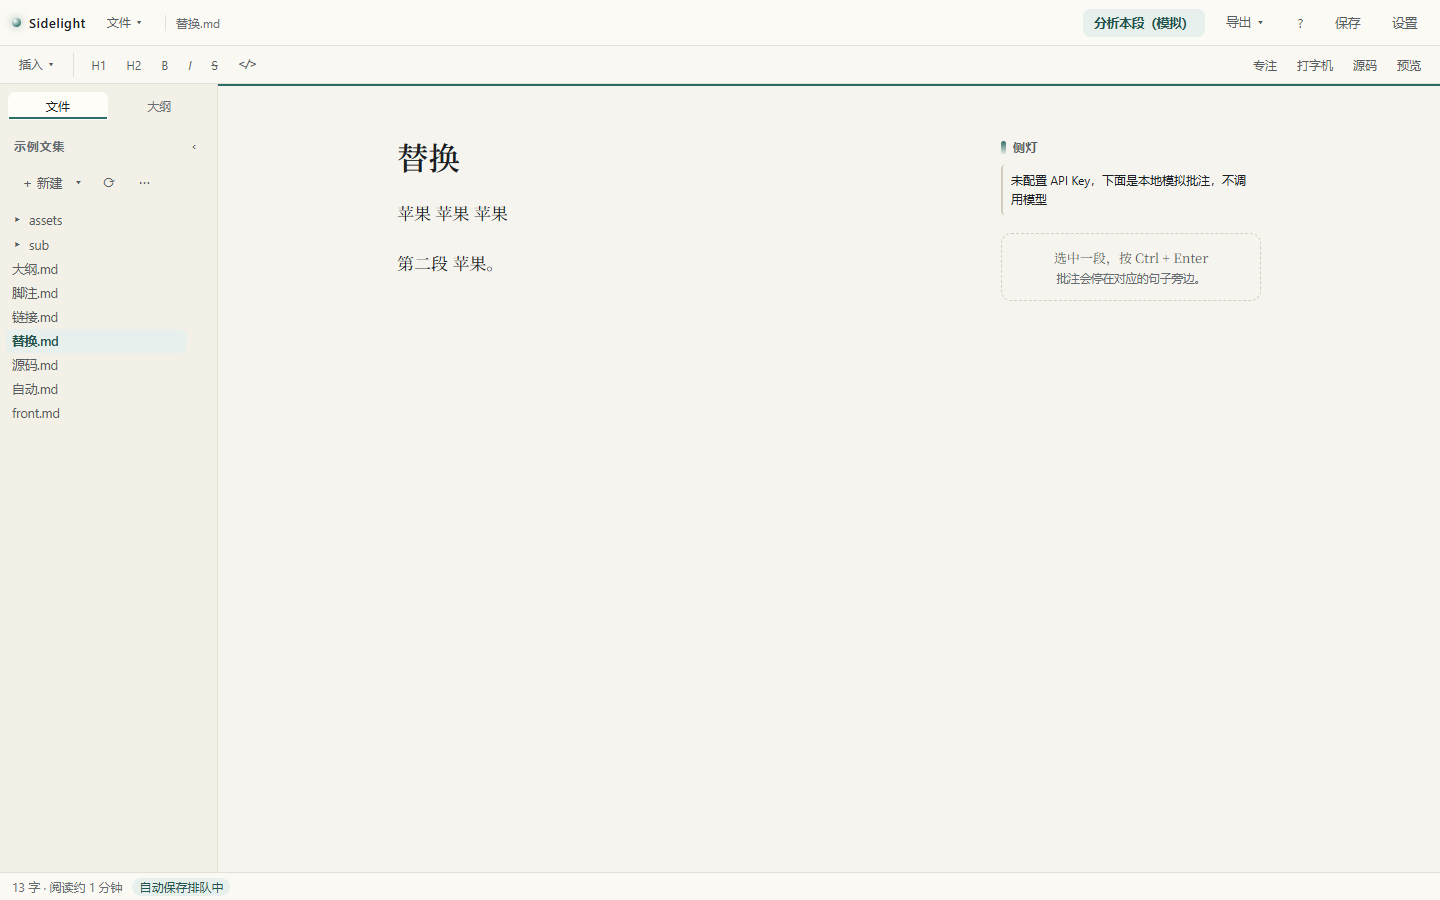 Sidelight 文件 替换.md 分析本段（模拟） 导出 ? 保存 设置
插入 H1 H2 B I S </> 专注 打字机 源码 预览
文件 大纲
示例文集
+ 新建 ...
assets
sub
大纲.md
脚注.md
链接.md
替换.md
源码.md
自动.md
front.md
替换
苹果 苹果 苹果
第二段 苹果。
侧灯
未配置 API Key，下面是本地模拟批注，不调
用模型
选中一段，按 Ctrl + Enter
批注会停在对应的句子旁边。
13 字 · 阅读约 1 分钟 自动保存排队中